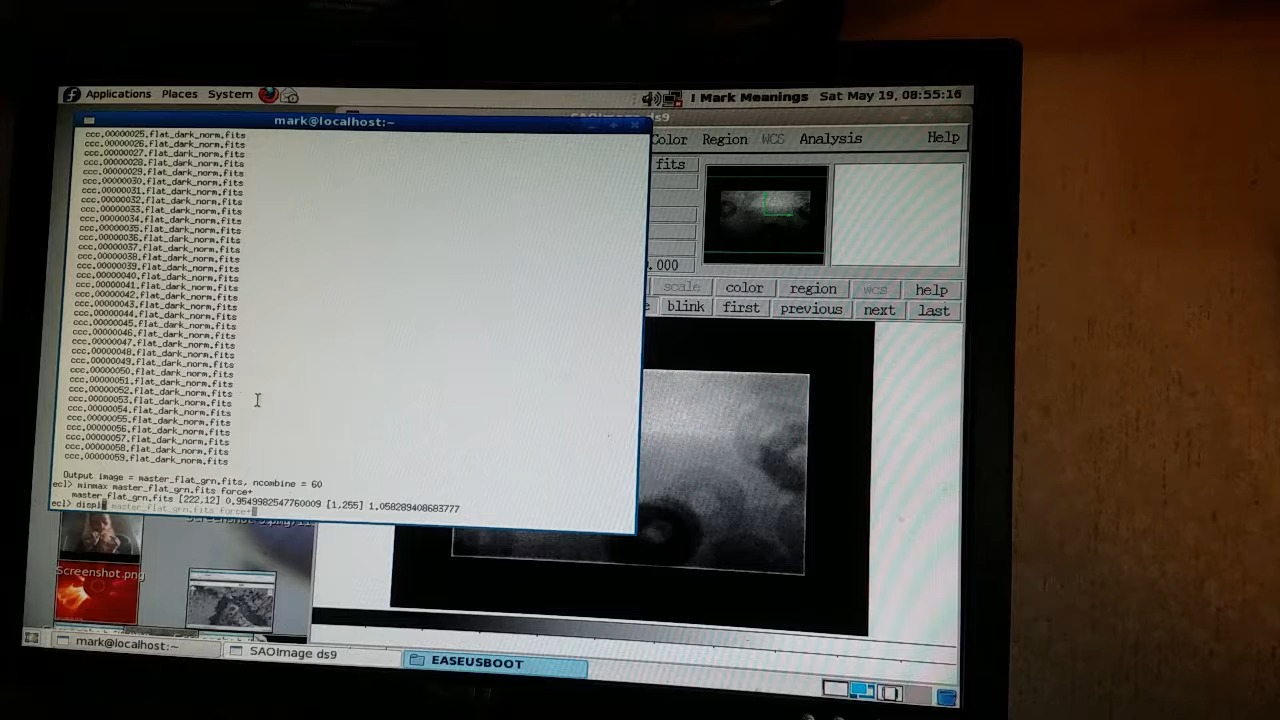 Applications Places System
! Mark Meanings Sat May 19, 08:55:16
mark@localhost:~
ds9
Color Region WCS Analysis Help
fits
ccc.00000025.flat_dark_norm.fits
ccc.00000026.flat_dark_norm.fits
ccc.00000027.flat_dark_norm.fits
ccc.00000028.flat_dark_norm.fits
ccc.00000029.flat_dark_norm.fits
ccc.00000030.flat_dark_norm.fits
ccc.00000031.flat_dark_norm.fits
ccc.00000032.flat_dark_norm.fits
ccc.00000033.flat_dark_norm.fits
ccc.00000034.flat_dark_norm.fits
ccc.00000035.flat_dark_norm.fits
ccc.00000036.flat_dark_norm.fits
ccc.00000037.flat_dark_norm.fits
ccc.00000038.flat_dark_norm.fits
ccc.00000039.flat_dark_norm.fits
ccc.00000040.flat_dark_norm.fits
ccc.00000041.flat_dark_norm.fits
ccc.00000042.flat_dark_norm.fits
ccc.00000043.flat_dark_norm.fits
ccc.00000044.flat_dark_norm.fits
ccc.00000045.flat_dark_norm.fits
ccc.00000046.flat_dark_norm.fits
ccc.00000047.flat_dark_norm.fits
ccc.00000048.flat_dark_norm.fits
ccc.00000049.flat_dark_norm.fits
ccc.00000050.flat_dark_norm.fits
ccc.00000051.flat_dark_norm.fits
ccc.00000052.flat_dark_norm.fits
ccc.00000053.flat_dark_norm.fits
ccc.00000054.flat_dark_norm.fits
ccc.00000055.flat_dark_norm.fits
ccc.00000056.flat_dark_norm.fits
ccc.00000057.flat_dark_norm.fits
ccc.00000058.flat_dark_norm.fits
ccc.00000059.flat_dark_norm.fits
Output image = master_flat_grn.fits, ncombine = 60
ecl> minmax master_flat_grn.fits force+
master_flat_grn.fits [222,12] 0.9549982547760009 [1,255] 1.058289408683777
ecl> displ master_flat_grn.fits force+
.000
scale color region wcs help
blink first previous next last
Screenshot.png
mark@localhost:~
SAOImage ds9
EASEUSBOOT